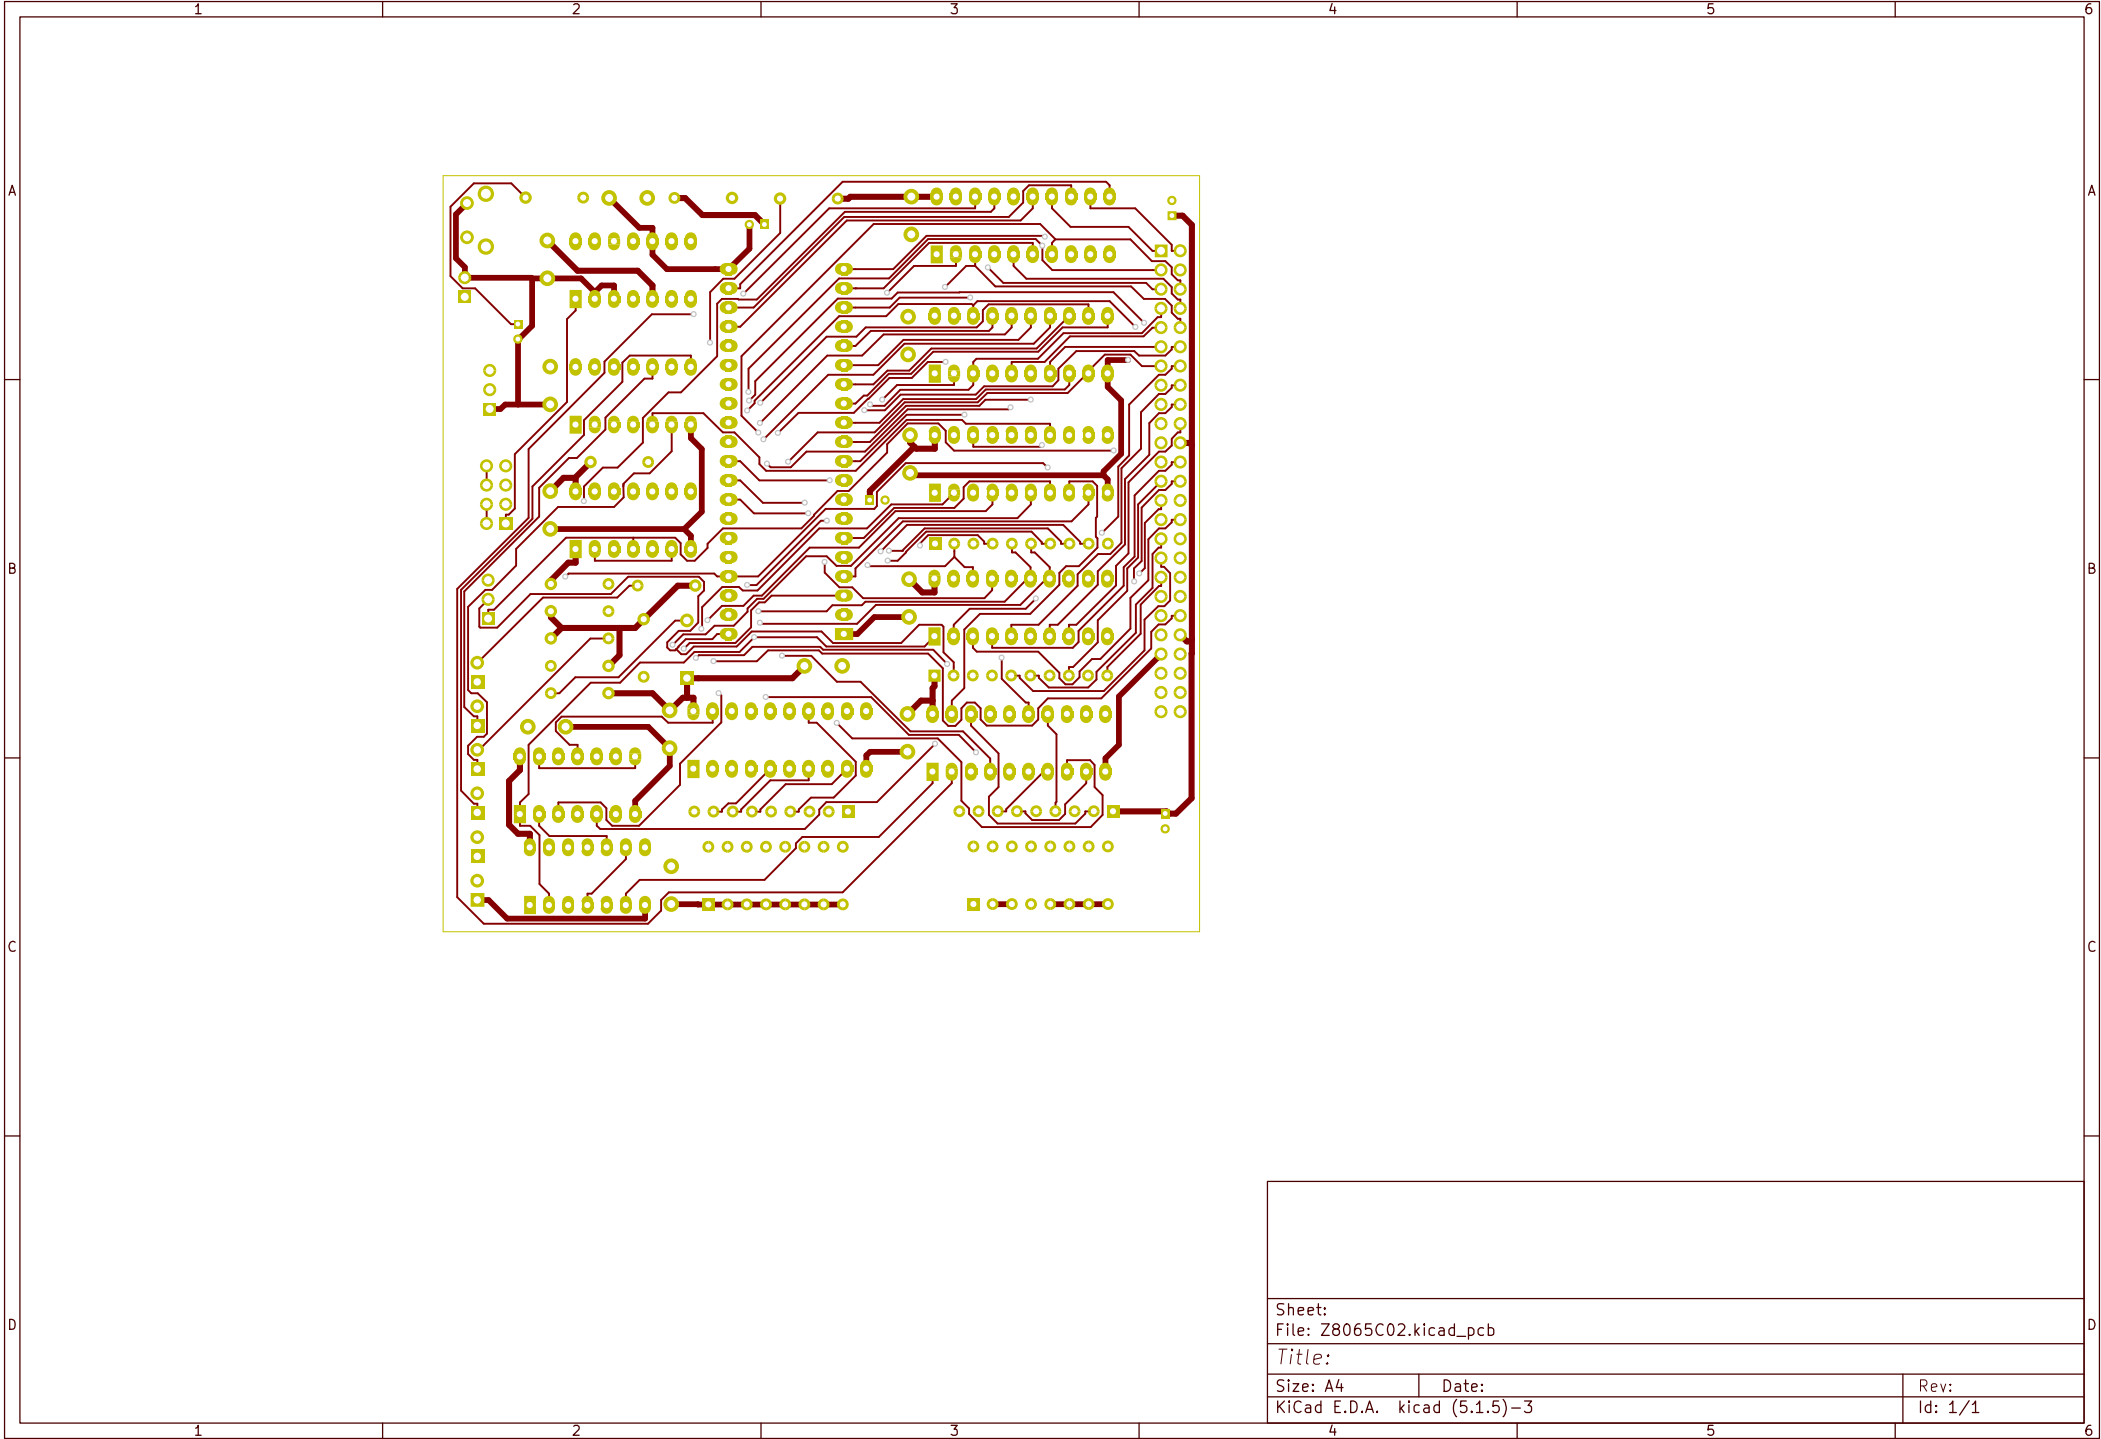 1 2 3 4 5 6
A A
B B
C C
D D
Sheet:
File: Z8065C02.kicad_pcb
Title:
Size: A4 Date: Rev:
KiCad E.D.A. kicad (5.1.5)-3 Id: 1/1
1 2 3 4 5 6